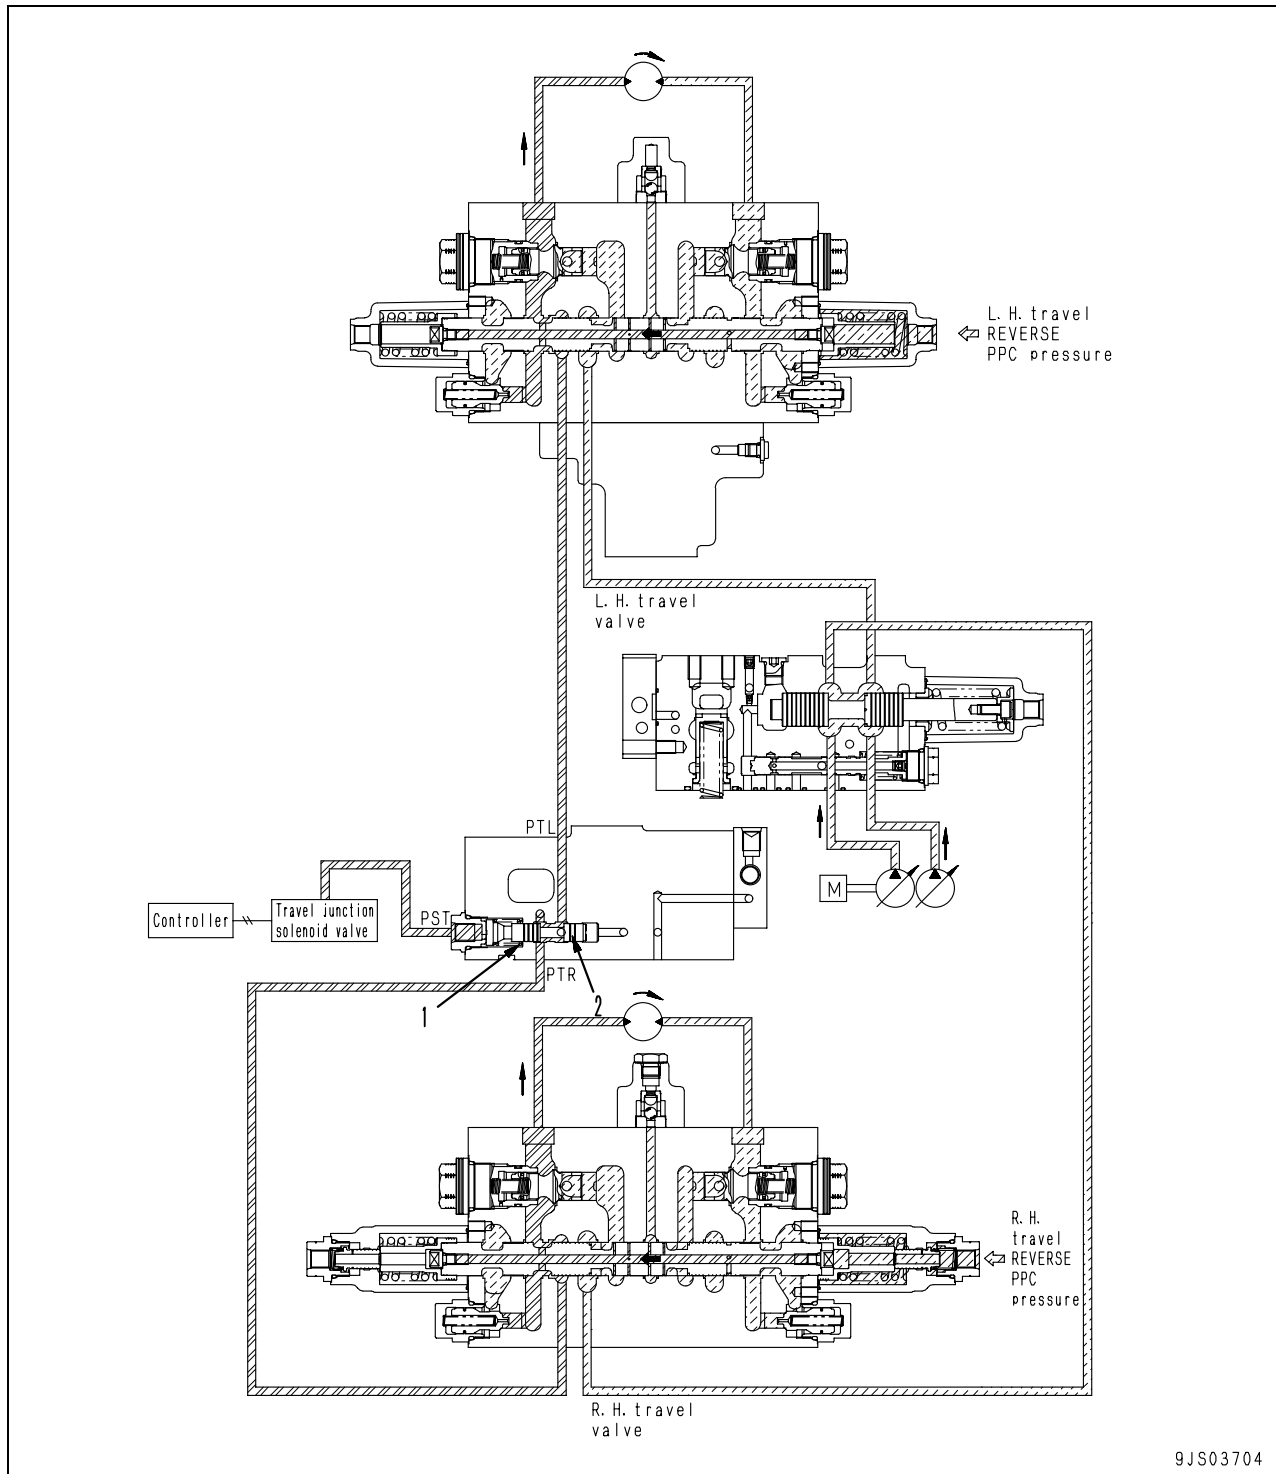 L. H. travel
REVERSE
PPC pressure
L. H. travel
valve
PTL
M
Controller
Travel junction
solenoid valve
PST
PTR
1
2
R. H.
travel
REVERSE
PPC
pressure
R. H. travel
valve
9JS03704